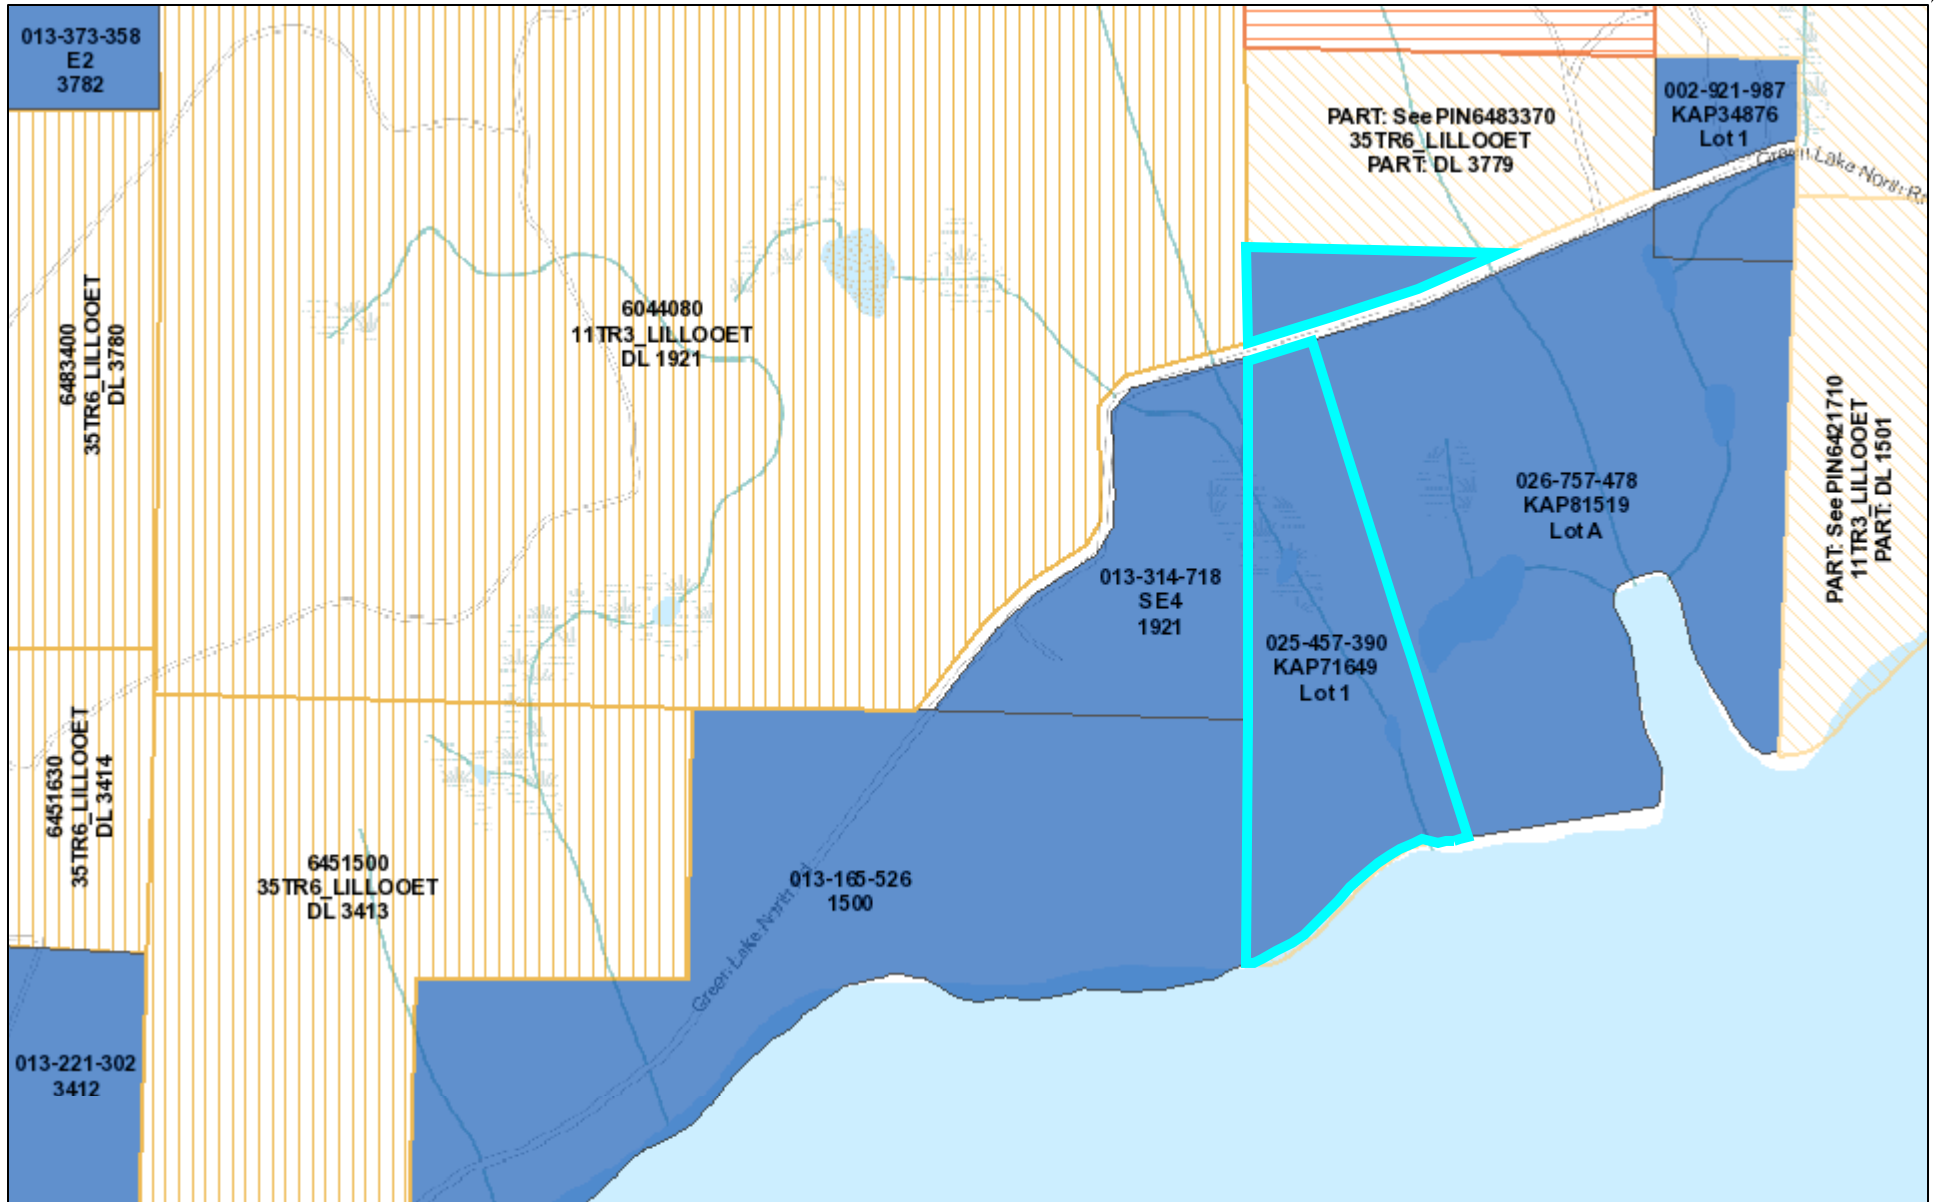 013-373-358
E2
3782
PART: See PIN6483370
35TR6_LILLOOET
PART: DL 3779
002-921-987
KAP34876
Lot 1
Green Lake North Rd
6483400
35TR6_LILLOOET
DL 3780
6044080
11TR3_LILLOOET
DL 1921
026-757-478
KAP81519
Lot A
PART: See PIN6421710
11TR3_LILLOOET
PART: DL 1501
013-314-718
SE4
1921
025-457-390
KAP71649
Lot 1
6451630
35TR6_LILLOOET
DL 3414
6451500
35TR6_LILLOOET
DL 3413
013-165-526
1500
Green Lake North Rd
013-221-302
3412